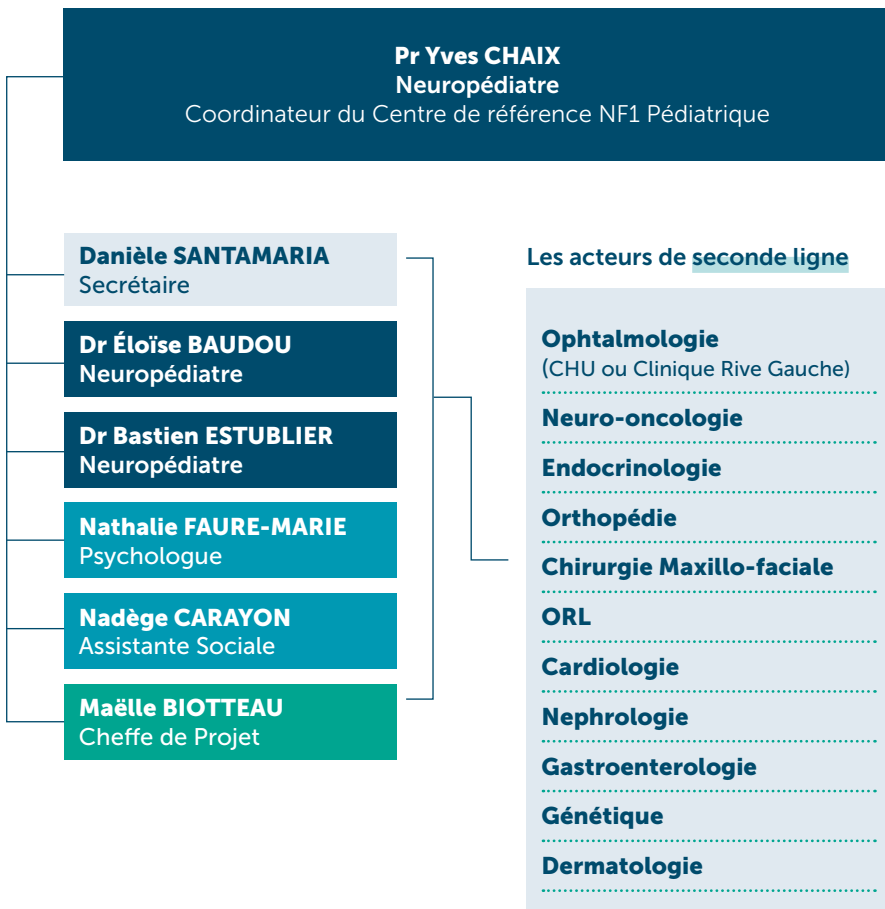 Pr Yves CHAIX
Neuropédiatre
Coordinateur du Centre de référence NF1 Pédiatrique
Danièle SANTAMARIA
Secrétaire
Dr Éloïse BAUDOU
Neuropédiatre
Dr Bastien ESTUBLIER
Neuropédiatre
Nathalie FAURE-MARIE
Psychologue
Nadège CARAYON
Assistante Sociale
Maëlle BIOTTEAU
Cheffe de Projet
Les acteurs de seconde ligne
Ophtalmologie
(CHU ou Clinique Rive Gauche)
Neuro-oncologie
Endocrinologie
Orthopédie
Chirurgie Maxillo-faciale
ORL
Cardiologie
Nephrologie
Gastroenterologie
Génétique
Dermatologie